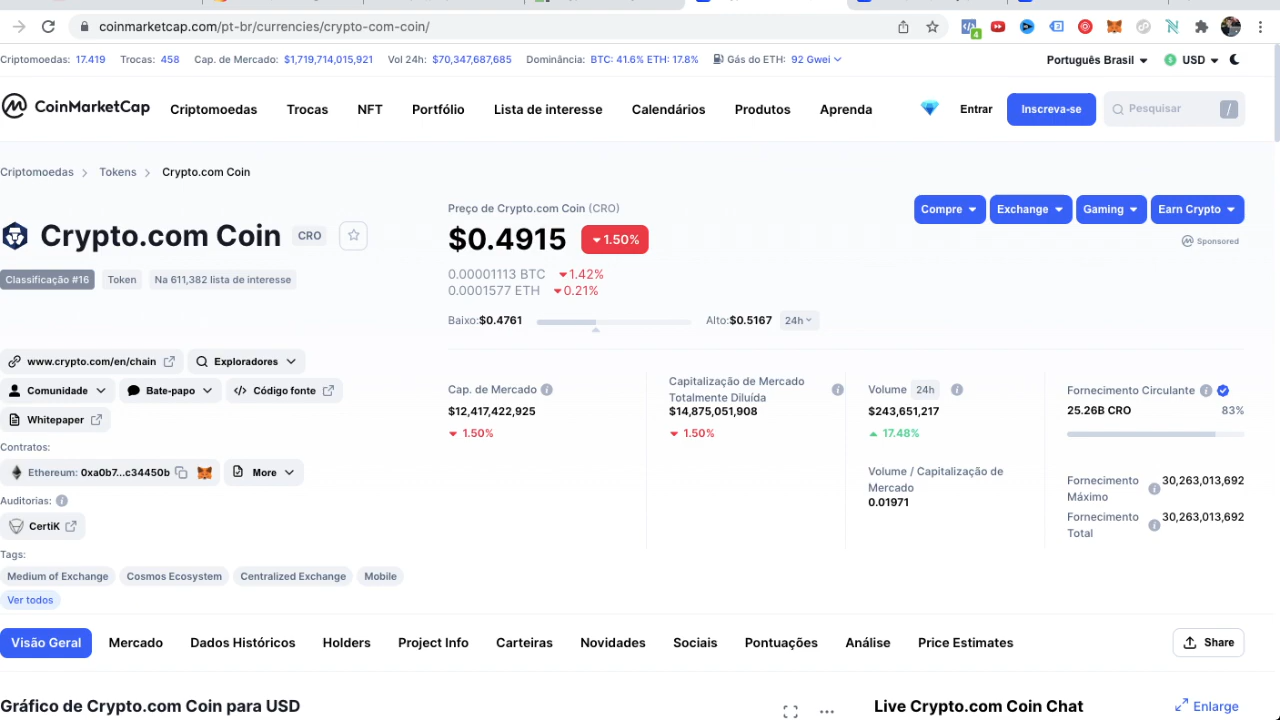 coinmarketcap.com/pt-br/currencies/crypto-com-coin/
4
Criptomoedas: 17.419 Trocas: 458 Cap. de Mercado: $1,719,714,015,921 Vol 24h: $70,347,687,685 Dominância: BTC: 41.6% ETH: 17.8% Gás do ETH: 92 Gwei Português Brasil USD
CoinMarketCap Criptomoedas Trocas NFT Portfólio Lista de interesse Calendários Produtos Aprenda Entrar Inscreva-se Pesquisar /
Criptomoedas Tokens Crypto.com Coin
Crypto.com Coin CRO
Classificação #16 Token Na 611,382 lista de interesse
www.crypto.com/en/chain Exploradores
Comunidade Bate-papo Código fonte
Whitepaper
Contratos:
Ethereum: 0xa0b7...c34450b More
Auditorias:
CertiK
Tags:
Medium of Exchange Cosmos Ecosystem Centralized Exchange Mobile
Ver todos
Preço de Crypto.com Coin (CRO)
$0.4915 1.50%
0.00001113 BTC 1.42%
0.0001577 ETH 0.21%
Baixo:$0.4761 Alto:$0.5167 24h
Compre Exchange Gaming Earn Crypto
Sponsored
Cap. de Mercado
$12,417,422,925
1.50%
Capitalização de Mercado
Totalmente Diluída
$14,875,051,908
1.50%
Volume 24h
$243,651,217
17.48%
Volume / Capitalização de
Mercado
0.01971
Fornecimento Circulante
25.26B CRO 83%
Fornecimento
Máximo
30,263,013,692
Fornecimento
Total
30,263,013,692
Visão Geral Mercado Dados Históricos Holders Project Info Carteiras Novidades Sociais Pontuações Análise Price Estimates Share
Gráfico de Crypto.com Coin para USD
Live Crypto.com Coin Chat Enlarge